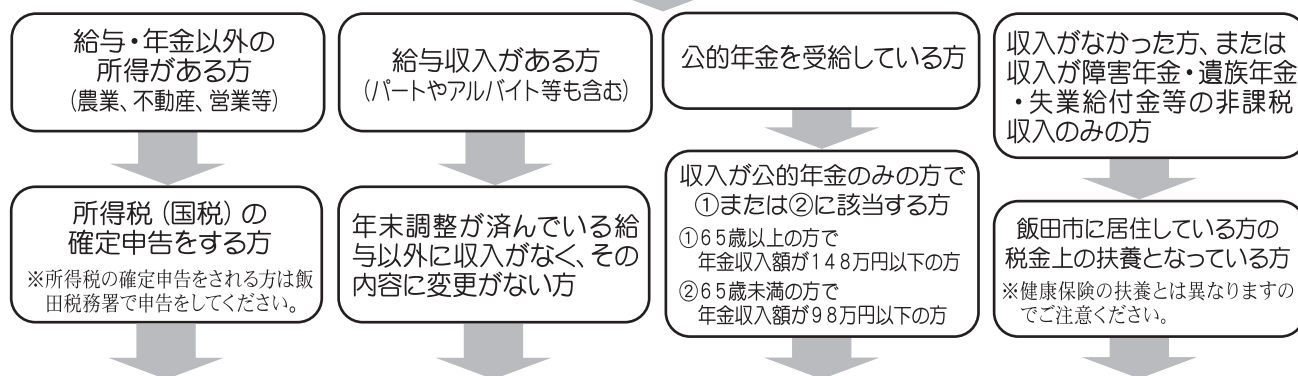 給与・年金以外の
所得がある方
(農業、不動産、営業等)
給与収入がある方
(パートやアルバイト等も含む)
公的年金を受給している方
収入がなかった方、または
収入が障害年金・遺族年金
・失業給付金等の非課税
収入のみの方
所得税(国税)の
確定申告をする方
※所得税の確定申告をされる方は飯
田税務署で申告をしてください。
年末調整が済んでいる給
与以外に収入がなく、その
内容に変更がない方
収入が公的年金のみの方で
①または②に該当する方
①65歳以上の方で
年金収入額が148万円以下の方
②65歳未満の方で
年金収入額が98万円以下の方
飯田市に居住している方の
税金上の扶養となっている方
※健康保険の扶養とは異なりますの
でご注意ください。